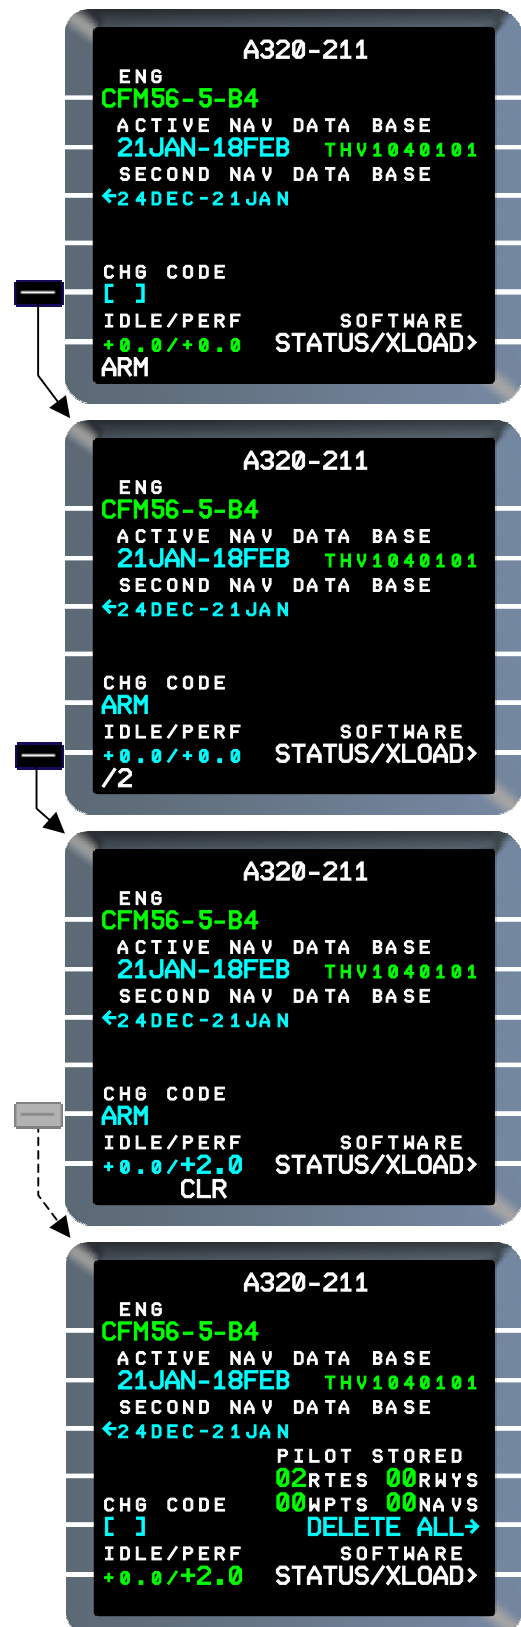 A320-211
ENG
CFM56-5-B4
ACTIVE NAV DATA BASE
21JAN-18FEB THV1040101
SECOND NAV DATA BASE
←24DEC-21JAN
CHG CODE
[ ]
IDLE/PERF SOFTWARE
+0.0/+0.0 STATUS/XLOAD>
ARM
A320-211
ENG
CFM56-5-B4
ACTIVE NAV DATA BASE
21JAN-18FEB THV1040101
SECOND NAV DATA BASE
←24DEC-21JAN
CHG CODE
ARM
IDLE/PERF SOFTWARE
+0.0/+0.0 STATUS/XLOAD>
/2
A320-211
ENG
CFM56-5-B4
ACTIVE NAV DATA BASE
21JAN-18FEB THV1040101
SECOND NAV DATA BASE
←24DEC-21JAN
CHG CODE
ARM
IDLE/PERF SOFTWARE
+0.0/+2.0 STATUS/XLOAD>
CLR
A320-211
ENG
CFM56-5-B4
ACTIVE NAV DATA BASE
21JAN-18FEB THV1040101
SECOND NAV DATA BASE
←24DEC-21JAN
PILOT STORED
02RTES 00RWYS
CHG CODE 00WPTS 00NAVS
[ ] DELETE ALL→
IDLE/PERF SOFTWARE
+0.0/+2.0 STATUS/XLOAD>